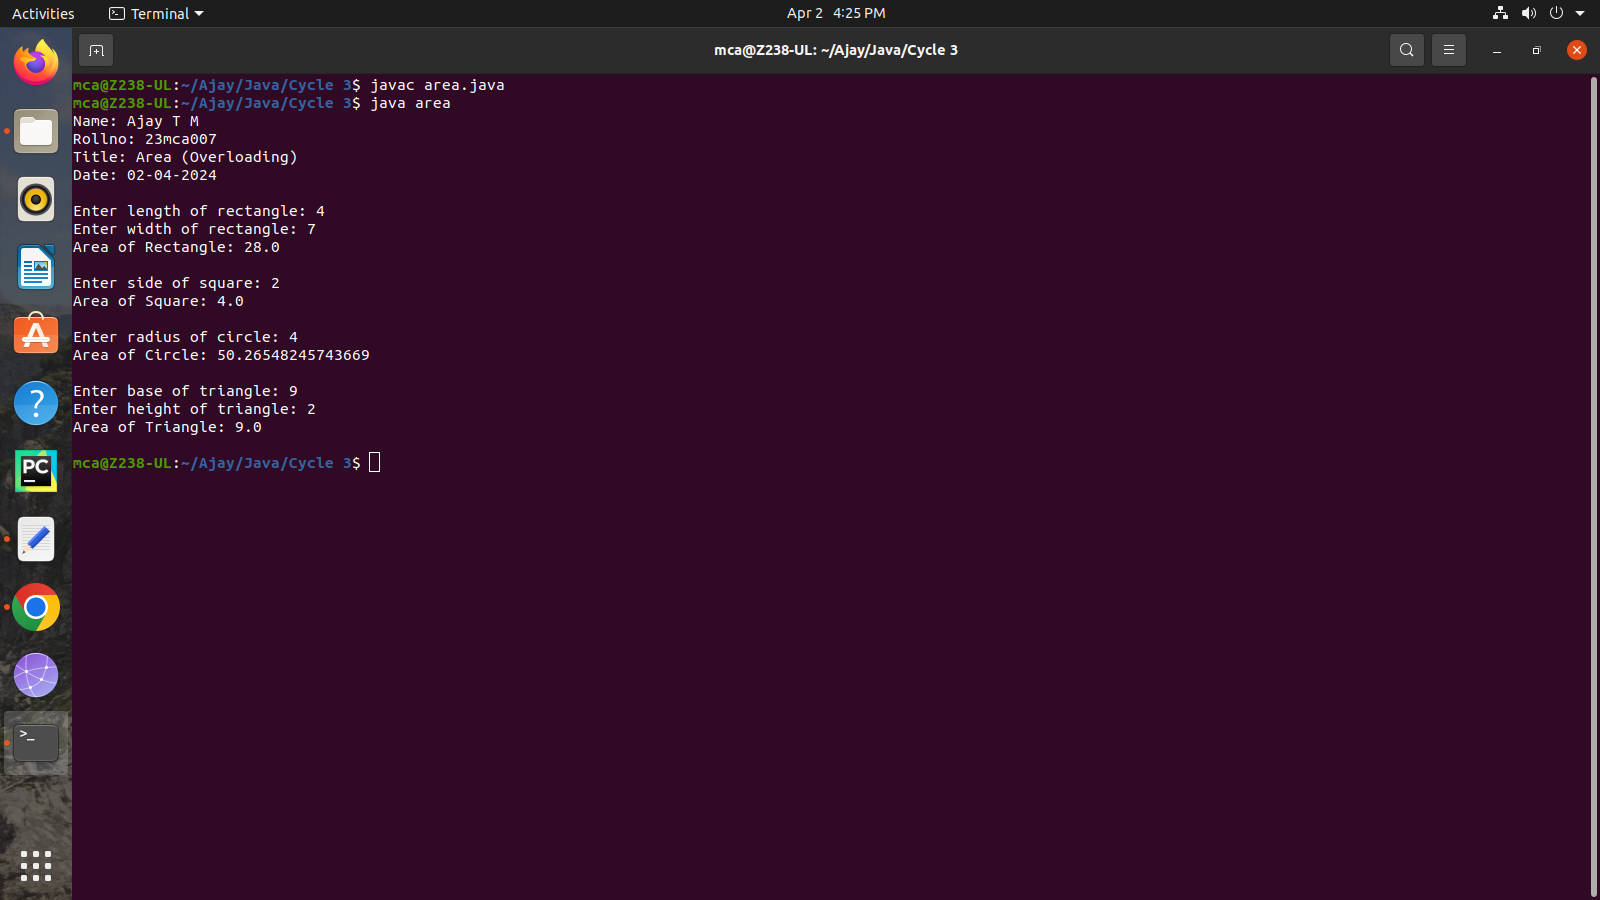 Activities
Terminal
Apr 2 4:25 PM
mca@Z238-UL: ~/Ajay/Java/Cycle 3
mca@Z238-UL:~/Ajay/Java/Cycle 3$ javac area.java
mca@Z238-UL:~/Ajay/Java/Cycle 3$ java area
Name: Ajay T M
Rollno: 23mca007
Title: Area (Overloading)
Date: 02-04-2024
Enter length of rectangle: 4
Enter width of rectangle: 7
Area of Rectangle: 28.0
Enter side of square: 2
Area of Square: 4.0
Enter radius of circle: 4
Area of Circle: 50.26548245743669
Enter base of triangle: 9
Enter height of triangle: 2
Area of Triangle: 9.0
mca@Z238-UL:~/Ajay/Java/Cycle 3$
PC